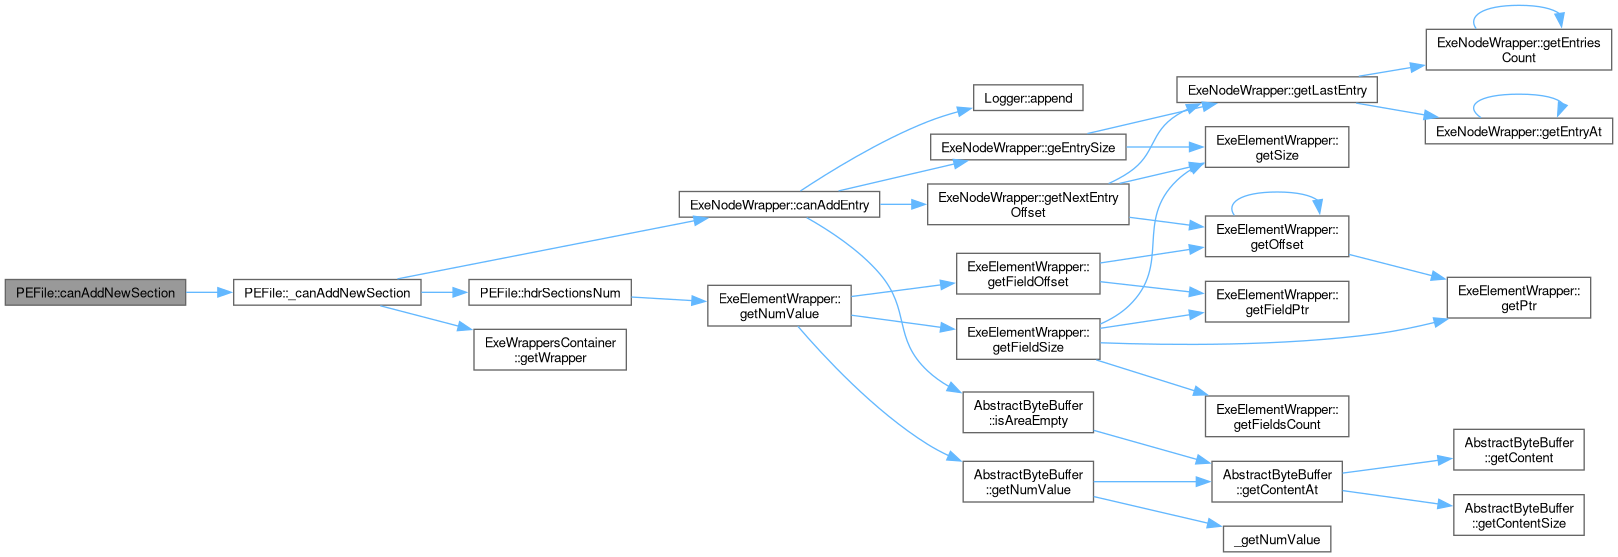 PEFile::canAddNewSection
PEFile::_canAddNewSection
ExeNodeWrapper::canAddEntry
PEFile::hdrSectionsNum
ExeWrappersContainer
::getWrapper
Logger::append
ExeNodeWrapper::geEntrySize
ExeNodeWrapper::getNextEntry
Offset
ExeElementWrapper::
getNumValue
ExeElementWrapper::
getFieldOffset
ExeElementWrapper::
getFieldSize
AbstractByteBuffer
::isAreaEmpty
AbstractByteBuffer
::getNumValue
ExeNodeWrapper::getLastEntry
ExeElementWrapper::
getSize
ExeElementWrapper::
getOffset
ExeElementWrapper::
getFieldPtr
ExeElementWrapper::
getFieldsCount
AbstractByteBuffer
::getContentAt
_getNumValue
ExeNodeWrapper::getEntries
Count
ExeNodeWrapper::getEntryAt
ExeElementWrapper::
getPtr
AbstractByteBuffer
::getContent
AbstractByteBuffer
::getContentSize